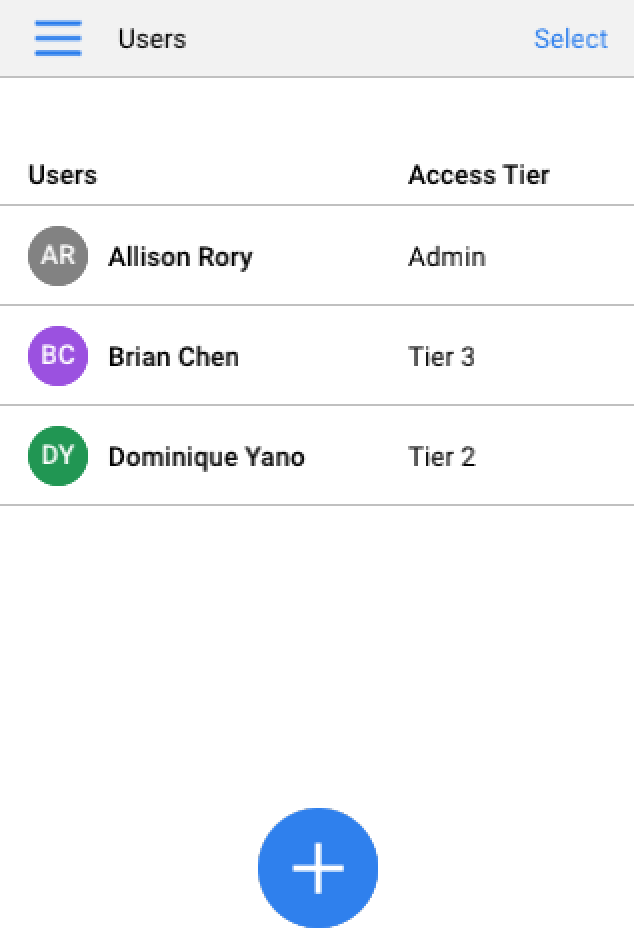 Users Select
Users Access Tier
AR Allison Rory Admin
BC Brian Chen Tier 3
DY Dominique Yano Tier 2